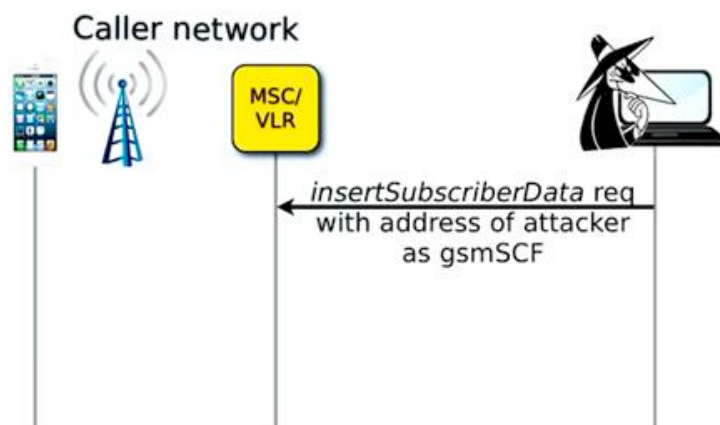 Caller network
MSC/
VLR
insertSubscriberData req
with address of attacker
as gsmSCF